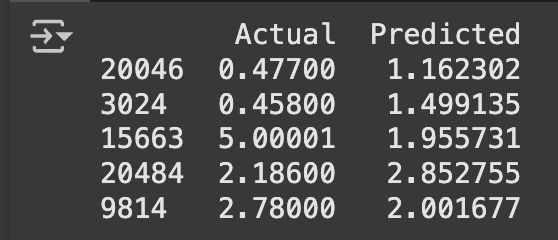 Actual Predicted
20046 0.47700 1.162302
3024 0.45800 1.499135
15663 5.00001 1.955731
20484 2.18600 2.852755
9814 2.78000 2.001677